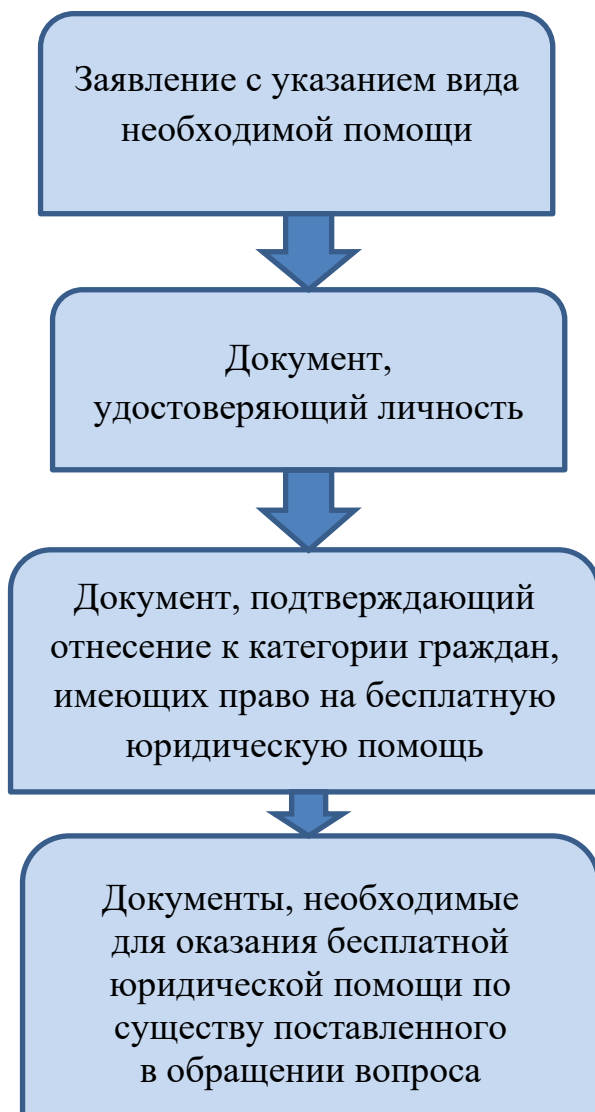 Заявление с указанием вида
необходимой помощи
Документ,
удостоверяющий личность
Документ, подтверждающий
отнесение к категории граждан,
имеющих право на бесплатную
юридическую помощь
Документы, необходимые
для оказания бесплатной
юридической помощи по
существу поставленного
в обращении вопроса